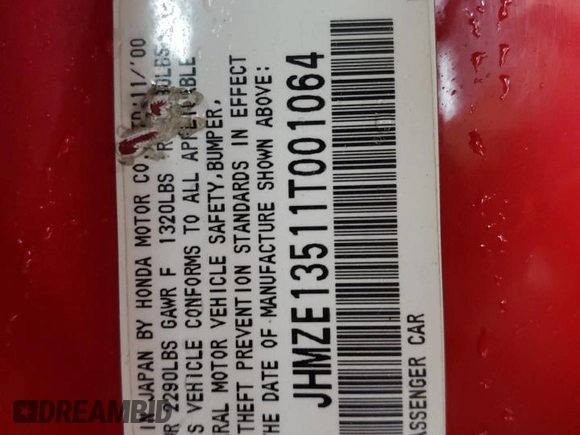 IN JAPAN BY HONDA MOTOR CO. 11/'00
2290LBS GAWR F 1320LBS
VEHICLE CONFORMS TO ALL APPLICABLE
MOTOR VEHICLE SAFETY,BUMPER,
THEFT PREVENTION STANDARDS IN EFFECT
THE DATE OF MANUFACTURE SHOWN ABOVE:
JHMZE13511T001064
ASSENGER CAR
DREAMBID